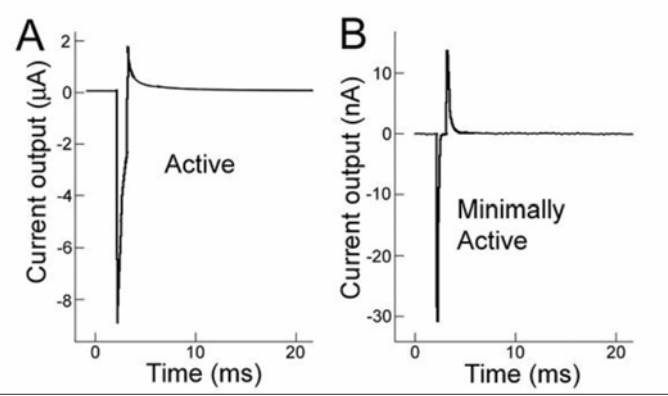 A
Current output (μA)
2
0
-2
-4
-6
-8
Active
0
10
20
Time (ms)
B
Current output (nA)
10
0
-10
-20
-30
Minimally
Active
0
10
20
Time (ms)